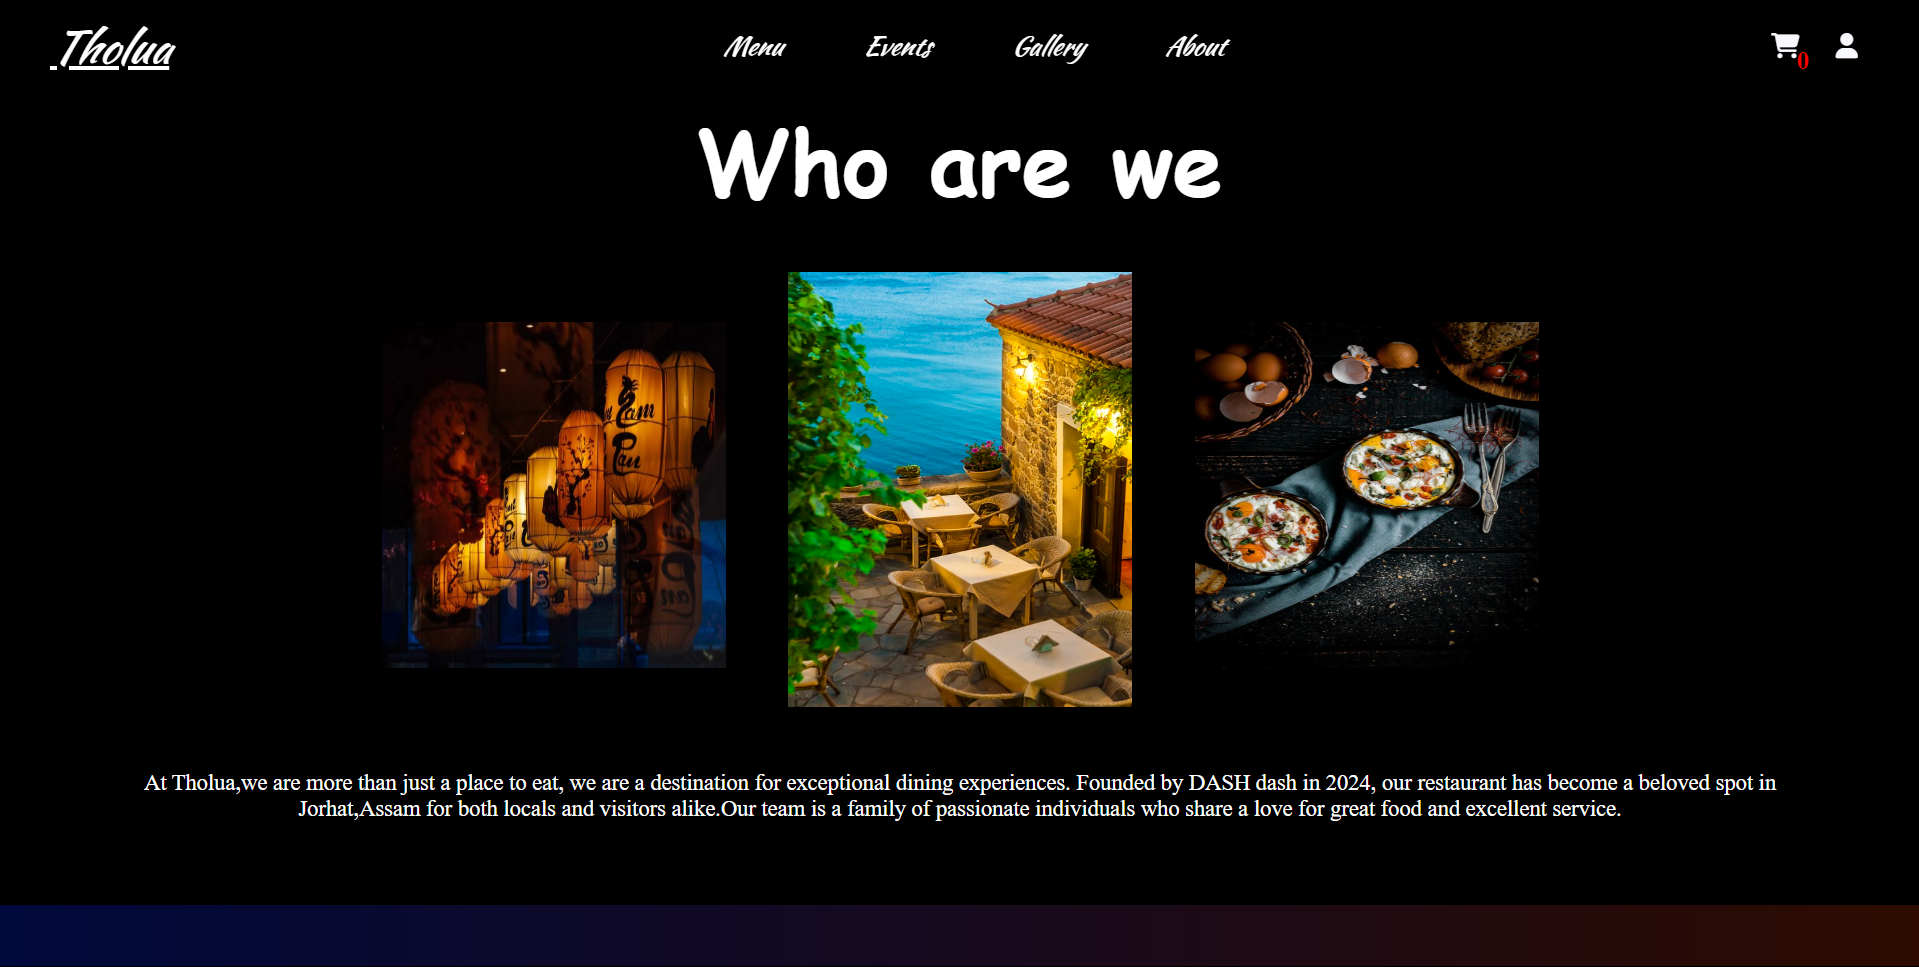 Tholua
Menu
Events
Gallery
About
0
Who are we
At Tholua,we are more than just a place to eat, we are a destination for exceptional dining experiences. Founded by DASH dash in 2024, our restaurant has become a beloved spot in
Jorhat,Assam for both locals and visitors alike.Our team is a family of passionate individuals who share a love for great food and excellent service.